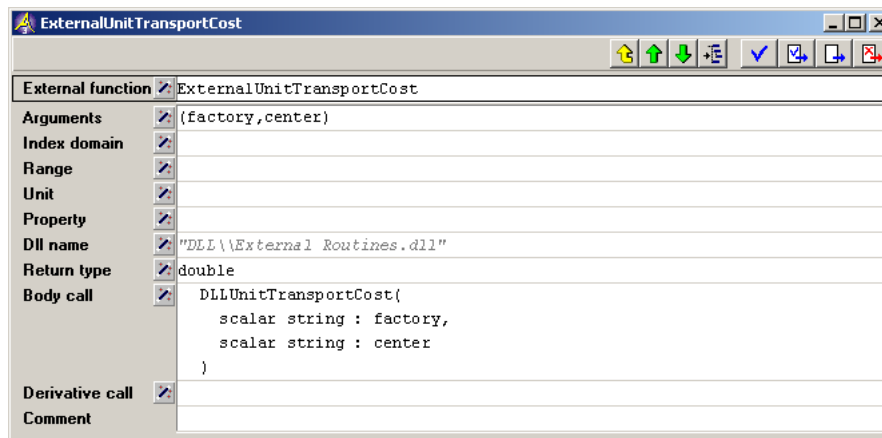 ExternalUnitTransportCost
External function ExternalUnitTransportCost
Arguments (factory,center)
Index domain
Range
Unit
Property
Dll name "DLL\\External Routines.dll"
Return type double
Body call DLLUnitTransportCost(
scalar string : factory,
scalar string : center
)
Derivative call
Comment